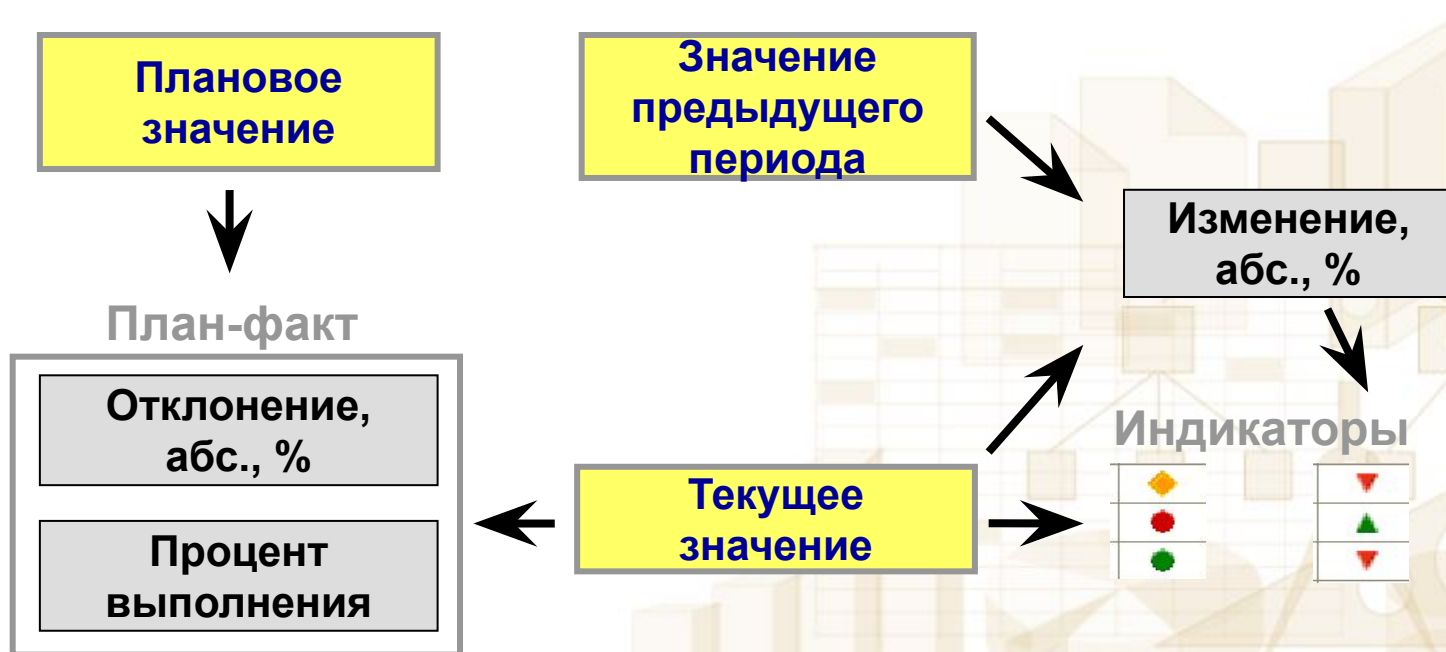 Плановое
значение
Значение
предыдущего
периода
Изменение,
абс., %
План-факт
Отклонение,
абс., %
Процент
выполнения
Текущее
значение
Индикаторы